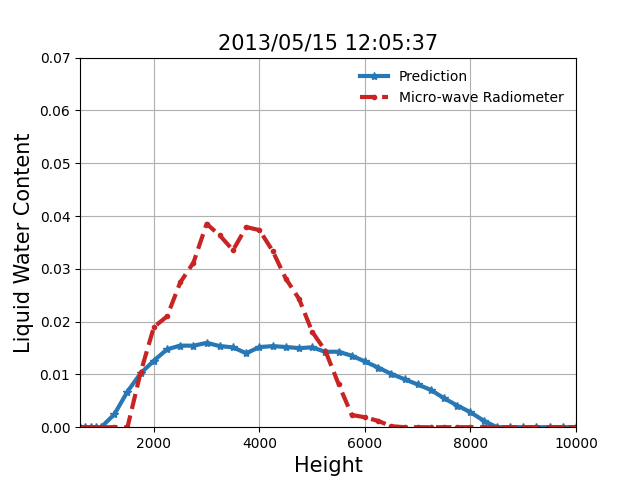 2013/05/15 12:05:37
Prediction
Micro-wave Radiometer
Liquid Water Content
0.07
0.06
0.05
0.04
0.03
0.02
0.01
0.00
2000 4000 6000 8000 10000
Height